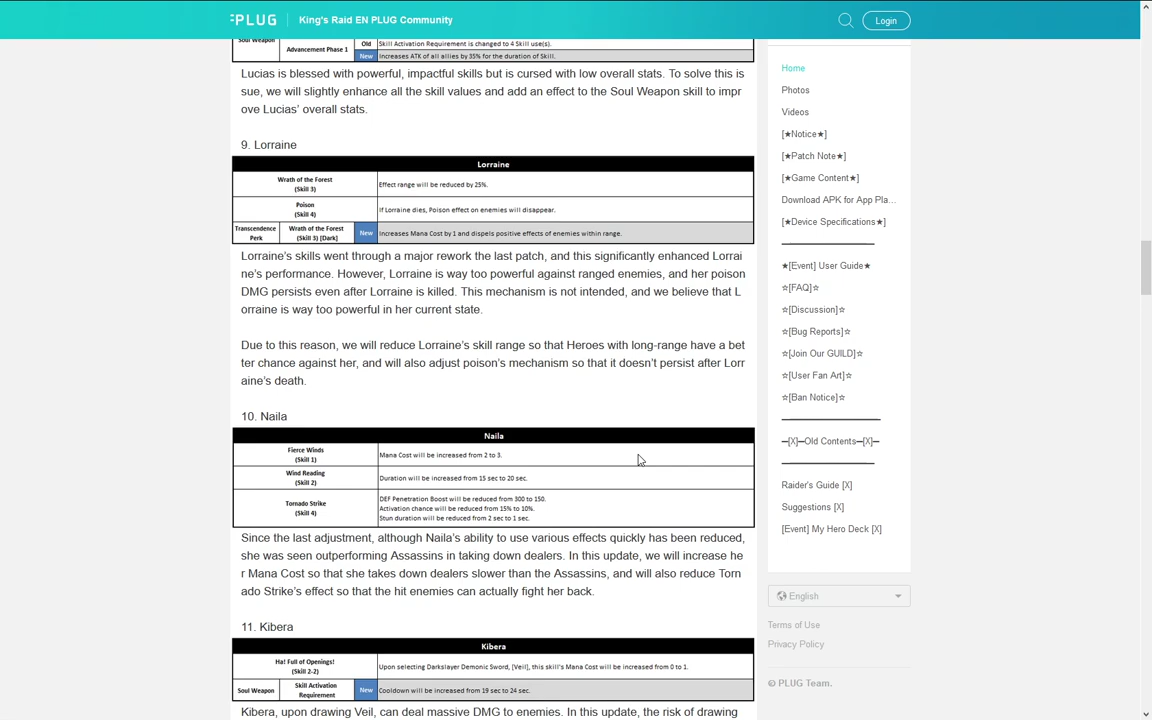 PLUG
King's Raid EN PLUG Community
Login
Soul Weapon
Advancement Phase 1
Old
Skill Activation Requirement is changed to 4 Skill use(s).
New
Increases ATK of all allies by 35% for the duration of Skill.
Lucias is blessed with powerful, impactful skills but is cursed with low overall stats. To solve this is
sue, we will slightly enhance all the skill values and add an effect to the Soul Weapon skill to impr
ove Lucias' overall stats.
9. Lorraine
Lorraine
Wrath of the Forest
(Skill 3)
Effect range will be reduced by 25%.
Poison
(Skill 4)
If Lorraine dies, Poison effect on enemies will disappear.
Transcendence
Perk
Wrath of the Forest
(Skill 3) [Dark]
New
Increases Mana Cost by 1 and dispels positive effects of enemies within range.
Lorraine's skills went through a major rework the last patch, and this significantly enhanced Lorrai
ne's performance. However, Lorraine is way too powerful against ranged enemies, and her poison
DMG persists even after Lorraine is killed. This mechanism is not intended, and we believe that L
orraine is way too powerful in her current state.
Due to this reason, we will reduce Lorraine's skill range so that Heroes with long-range have a bet
ter chance against her, and will also adjust poison's mechanism so that it doesn't persist after Lorr
aine's death.
10. Naila
Naila
Fierce Winds
(Skill 1)
Mana Cost will be increased from 2 to 3.
Wind Reading
(Skill 2)
Duration will be increased from 15 sec to 20 sec.
Tornado Strike
(Skill 4)
DEF Penetration Boost will be reduced from 300 to 150.
Activation chance will be reduced from 15% to 10%.
Stun duration will be reduced from 2 sec to 1 sec.
Since the last adjustment, although Naila's ability to use various effects quickly has been reduced,
she was seen outperforming Assassins in taking down dealers. In this update, we will increase he
r Mana Cost so that she takes down dealers slower than the Assassins, and will also reduce Torn
ado Strike's effect so that the hit enemies can actually fight her back.
11. Kibera
Kibera
Ha! Full of Openings!
(Skill 2-2)
Upon selecting Darkslayer Demonic Sword, [Veil], this skill's Mana Cost will be increased from 0 to 1.
Soul Weapon
Skill Activation
Requirement
New
Cooldown will be increased from 19 sec to 24 sec.
Kibera, upon drawing Veil, can deal massive DMG to enemies. In this update, the risk of drawing
Home
Photos
Videos
[★Notice★]
[★Patch Note★]
[★Game Content★]
Download APK for App Pla...
[★Device Specifications★]
★[Event] User Guide★
☆[FAQ]☆
☆[Discussion]☆
☆[Bug Reports]☆
☆[Join Our GUILD]☆
☆[User Fan Art]☆
☆[Ban Notice]☆
━[X]━Old Contents━[X]━
Raider's Guide [X]
Suggestions [X]
[Event] My Hero Deck [X]
English
Terms of Use
Privacy Policy
© PLUG Team.